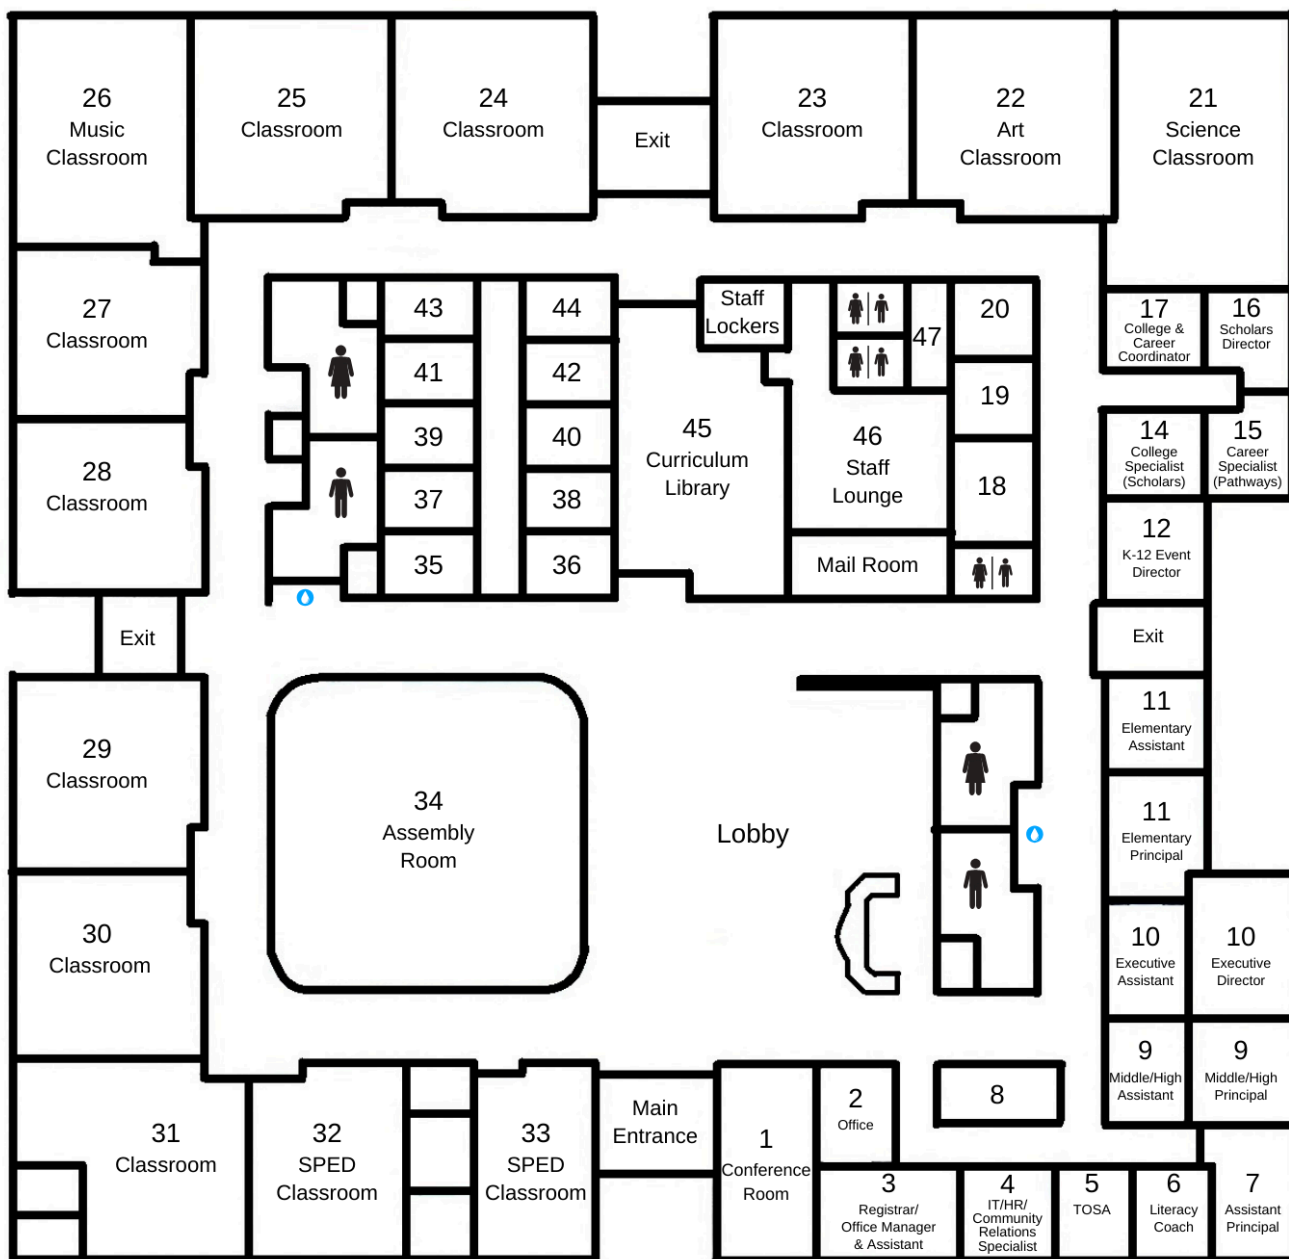 26
Music
Classroom
25
Classroom
24
Classroom
Exit
23
Classroom
22
Art
Classroom
21
Science
Classroom
27
Classroom
43
44
Staff
Lockers
47
20
17
College &
Career
Coordinator
16
Scholars
Director
41
42
19
28
Classroom
39
40
45
Curriculum
Library
46
Staff
Lounge
14
College
Specialist
(Scholars)
15
Career
Specialist
(Pathways)
37
38
18
35
36
Mail Room
12
K-12 Event
Director
Exit
Exit
29
Classroom
11
Elementary
Assistant
34
Assembly
Room
Lobby
11
Elementary
Principal
30
Classroom
10
Executive
Assistant
10
Executive
Director
9
Middle/High
Assistant
9
Middle/High
Principal
31
Classroom
32
SPED
Classroom
33
SPED
Classroom
Main
Entrance
1
Conference
Room
2
Office
8
3
Registrar/
Office Manager
& Assistant
4
IT/HR/
Community
Relations
Specialist
5
TOSA
6
Literacy
Coach
7
Assistant
Principal